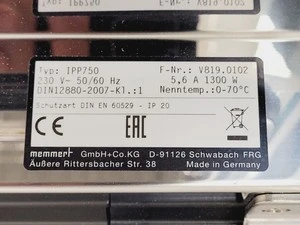 Typ: IPP750 F-Nr.: V819.0102
230 V~ 50/60 Hz 5,6 A 1300 W
DIN12880-2007-Kl.:1 Nenntemp.:0-70°C
Schutzart DIN EN 60529 - IP 20
CE EAC
memmert GmbH+Co.KG D-91126 Schwabach FRG
Äußere Rittersbacher Str. 38 Made in Germany